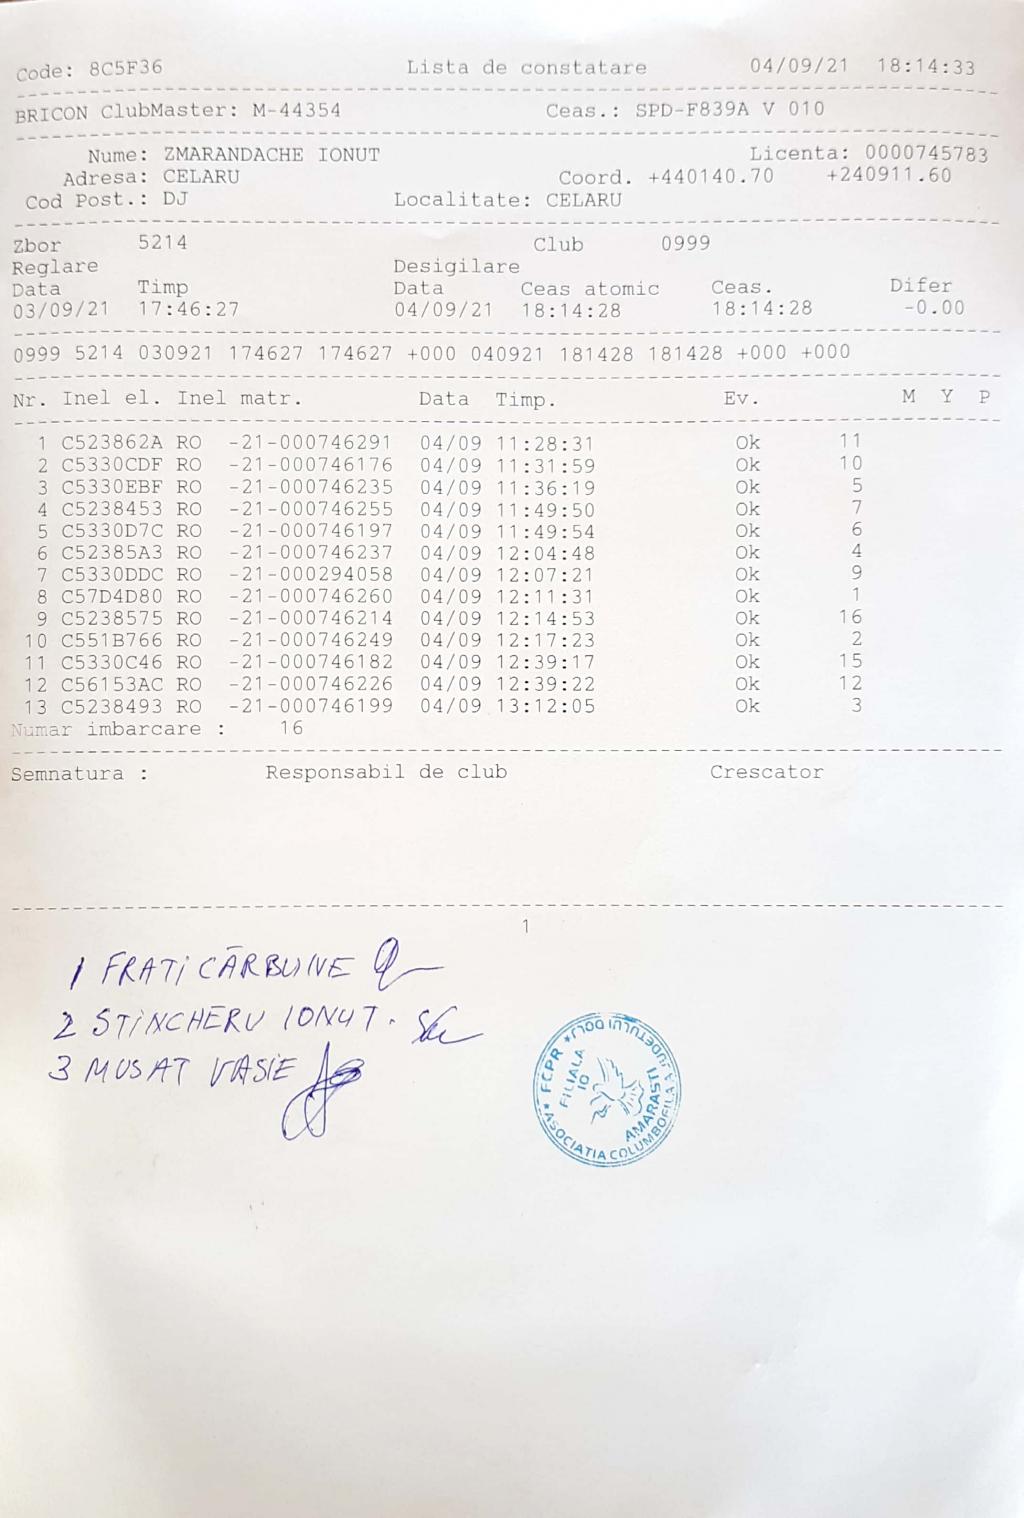 Code: 8C5F36 Lista de constatare 04/09/21 18:14:33
BRICON ClubMaster: M-44354 Ceas.: SPD-F839A V 010
Nume: ZMARANDACHE IONUT Licenta: 0000745783
Adresa: CELARU Coord. +440140.70 +240911.60
Cod Post.: DJ Localitate: CELARU
Zbor 5214 Club 0999
Reglare Desigilare
Data Timp Data Ceas atomic Ceas. Difer
03/09/21 17:46:27 04/09/21 18:14:28 18:14:28 -0.00
0999 5214 030921 174627 174627 +000 040921 181428 181428 +000 +000
Nr. Inel el. Inel matr. Data Timp. Ev. M Y P
1 C523862A RO -21-000746291 04/09 11:28:31 Ok 11
2 C5330CDF RO -21-000746176 04/09 11:31:59 Ok 10
3 C5330EBF RO -21-000746235 04/09 11:36:19 Ok 5
4 C5238453 RO -21-000746255 04/09 11:49:50 Ok 7
5 C5330D7C RO -21-000746197 04/09 11:49:54 Ok 6
6 C52385A3 RO -21-000746237 04/09 12:04:48 Ok 4
7 C5330DDC RO -21-000294058 04/09 12:07:21 Ok 9
8 C57D4D80 RO -21-000746260 04/09 12:11:31 Ok 1
9 C5238575 RO -21-000746214 04/09 12:14:53 Ok 16
10 C551B766 RO -21-000746249 04/09 12:17:23 Ok 2
11 C5330C46 RO -21-000746182 04/09 12:39:17 Ok 15
12 C56153AC RO -21-000746226 04/09 12:39:22 Ok 12
13 C5238493 RO -21-000746199 04/09 13:12:05 Ok 3
Numar imbarcare : 16
Semnatura : Responsabil de club Crescator
1
1 FRATI CĂRBUNE
2 STINCHERU IONUT.
3 MUSAT VASIE
* FCPR * ASOCIATIA COLUMBOFILA A JUDETULUI DOLJ
FILIALA
10
AMARASTI